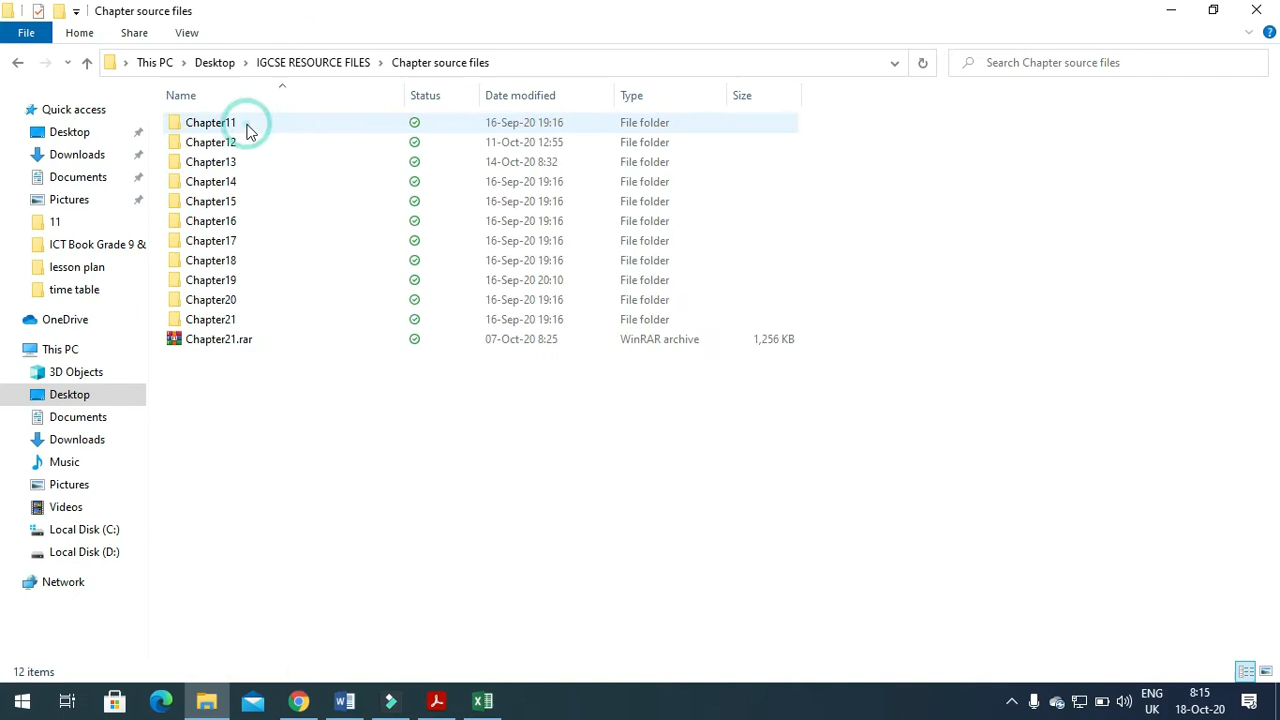 Chapter source files
File Home Share View
This PC Desktop IGCSE RESOURCE FILES Chapter source files Search Chapter source files
Name Status Date modified Type Size
Quick access
Desktop
Downloads
Documents
Pictures
11
ICT Book Grade 9 &
lesson plan
time table
OneDrive
This PC
3D Objects
Desktop
Documents
Downloads
Music
Pictures
Videos
Local Disk (C:)
Local Disk (D:)
Network
Chapter11 16-Sep-20 19:16 File folder
Chapter12 11-Oct-20 12:55 File folder
Chapter13 14-Oct-20 8:32 File folder
Chapter14 16-Sep-20 19:16 File folder
Chapter15 16-Sep-20 19:16 File folder
Chapter16 16-Sep-20 19:16 File folder
Chapter17 16-Sep-20 19:16 File folder
Chapter18 16-Sep-20 19:16 File folder
Chapter19 16-Sep-20 20:10 File folder
Chapter20 16-Sep-20 19:16 File folder
Chapter21 16-Sep-20 19:16 File folder
Chapter21.rar 07-Oct-20 8:25 WinRAR archive 1,256 KB
12 items
ENG 8:15
UK 18-Oct-20